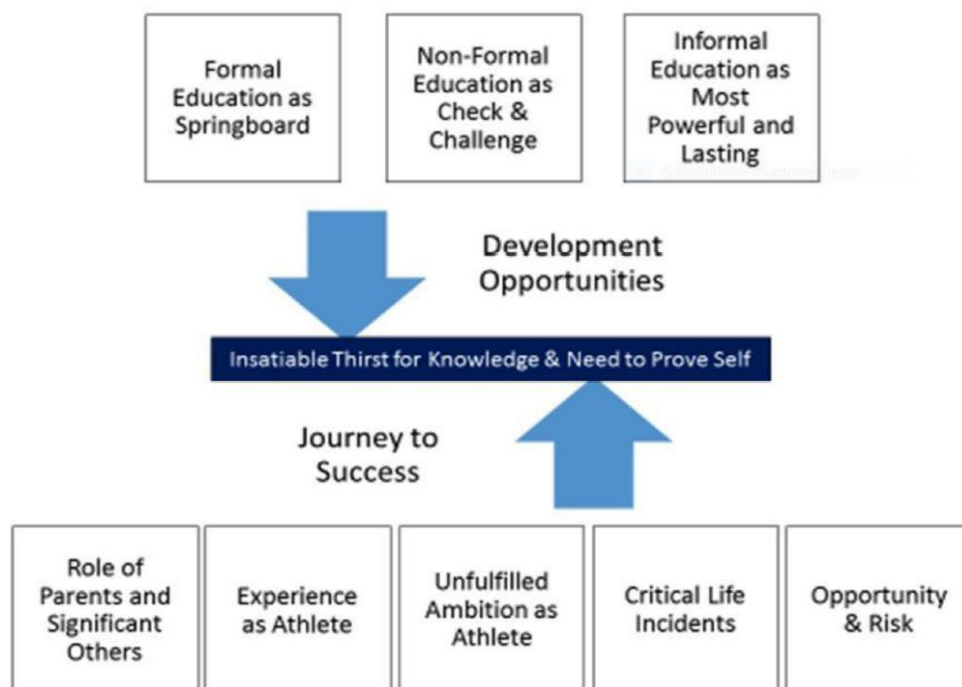 Formal
Education as
Springboard
Non-Formal
Education as
Check &
Challenge
Informal
Education as
Most
Powerful and
Lasting
Development
Opportunities
Insatiable Thirst for Knowledge & Need to Prove Self
Journey to
Success
Role of
Parents and
Significant
Others
Experience
as Athlete
Unfulfilled
Ambition as
Athlete
Critical Life
Incidents
Opportunity
& Risk